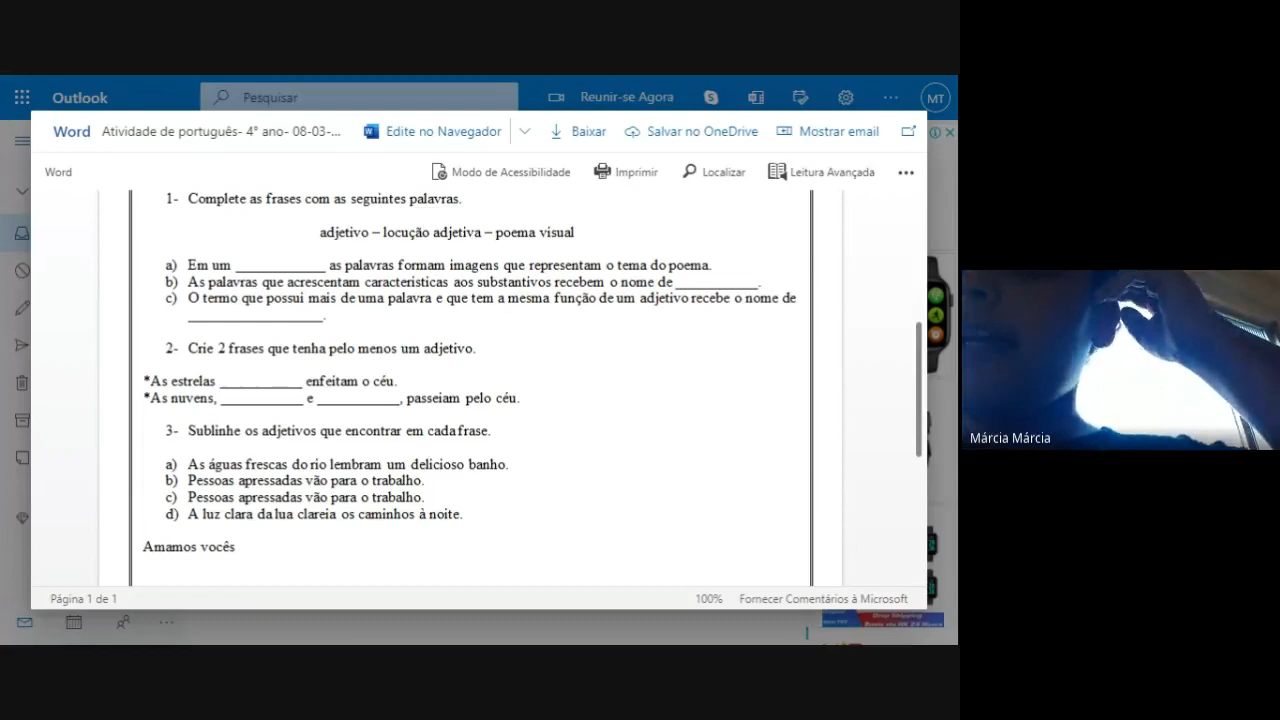 Outlook
Pesquisar
Reunir-se Agora
MT
Word
Atividade de português- 4° ano- 08-03-...
Edite no Navegador
Baixar
Salvar no OneDrive
Mostrar email
Word
Modo de Acessibilidade
Imprimir
Localizar
Leitura Avançada
1- Complete as frases com as seguintes palavras.
adjetivo – locução adjetiva – poema visual
a) Em um ____________ as palavras formam imagens que representam o tema do poema.
b) As palavras que acrescentam características aos substantivos recebem o nome de ___________.
c) O termo que possui mais de uma palavra e que tem a mesma função de um adjetivo recebe o nome de
__________________.
2- Crie 2 frases que tenha pelo menos um adjetivo.
*As estrelas ___________ enfeitam o céu.
*As nuvens, ___________ e ___________, passeiam pelo céu.
3- Sublinhe os adjetivos que encontrar em cada frase.
a) As águas frescas do rio lembram um delicioso banho.
b) Pessoas apressadas vão para o trabalho.
c) Pessoas apressadas vão para o trabalho.
d) A luz clara da lua clareia os caminhos à noite.
Amamos vocês
Página 1 de 1
100%
Fornecer Comentários à Microsoft
Márcia Márcia